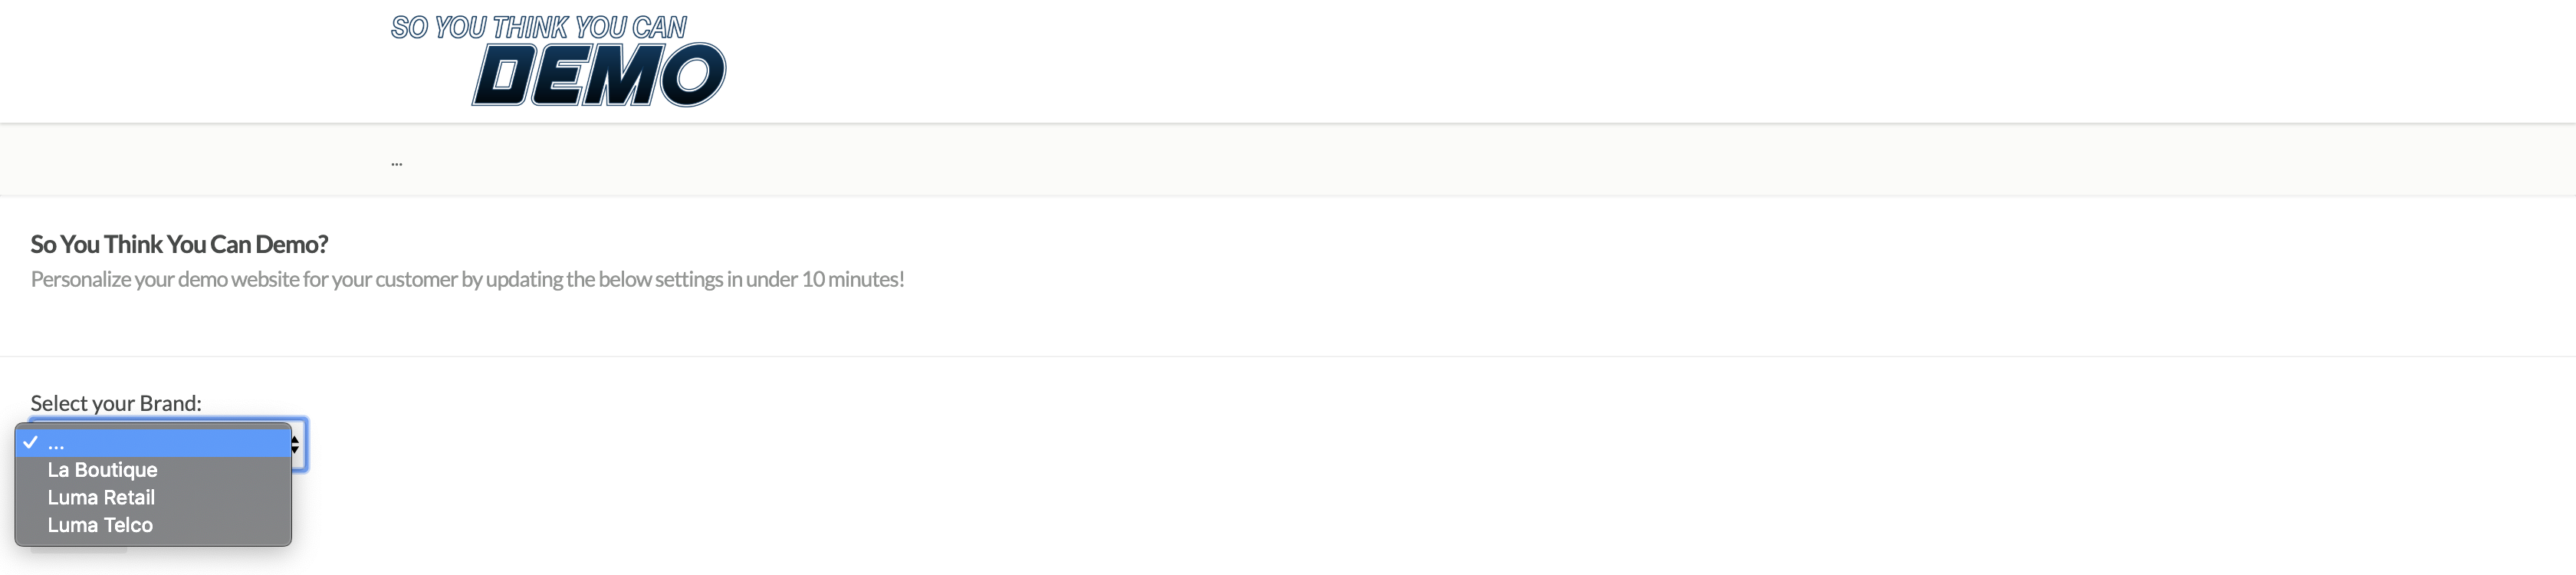 SO YOU THINK YOU CAN
DEMO
...
So You Think You Can Demo?
Personalize your demo website for your customer by updating the below settings in under 10 minutes!
Select your Brand:
...
La Boutique
Luma Retail
Luma Telco